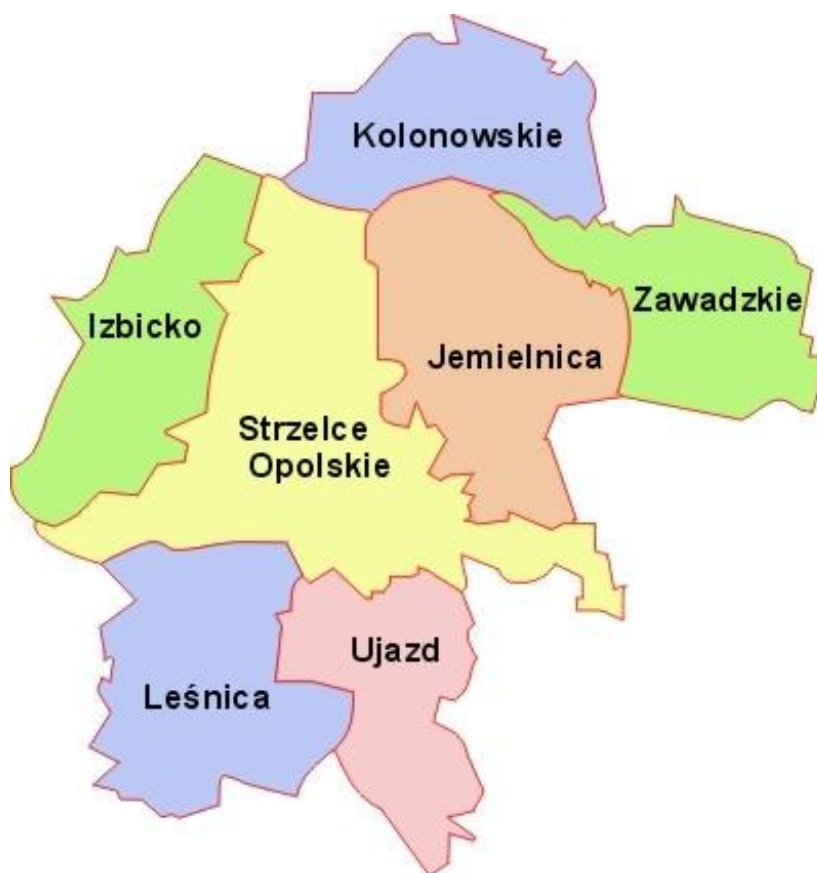 Kolonowskie
Izbicko
Zawadzkie
Jemielnica
Strzelce
Opolskie
Ujazd
Leśnica